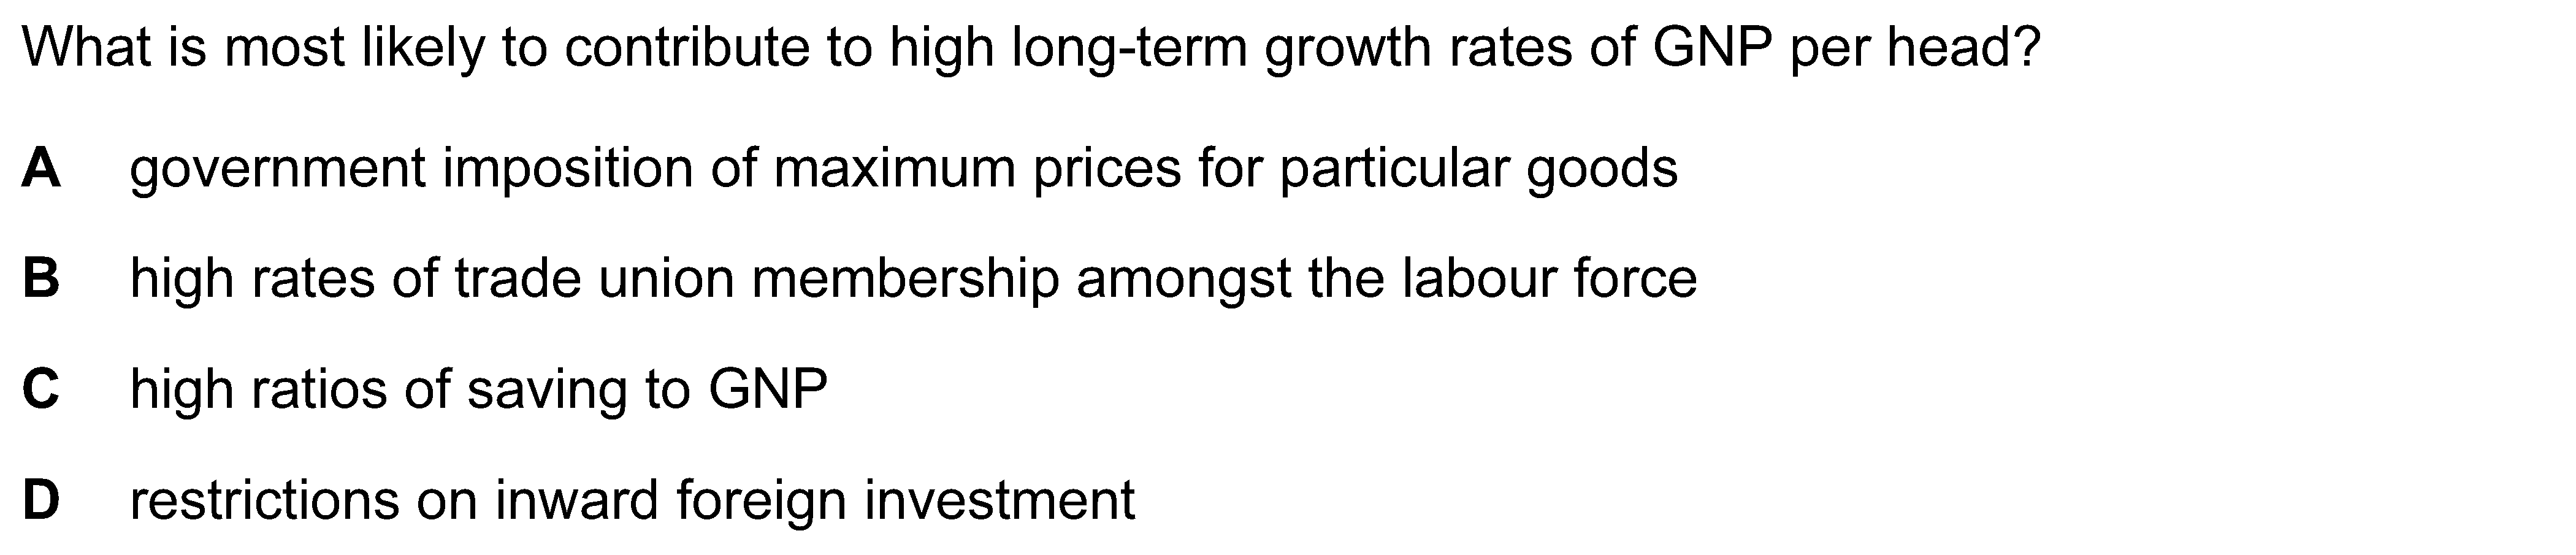 What is most likely to contribute to high long-term growth rates of GNP per head?
A government imposition of maximum prices for particular goods
B high rates of trade union membership amongst the labour force
C high ratios of saving to GNP
D restrictions on inward foreign investment